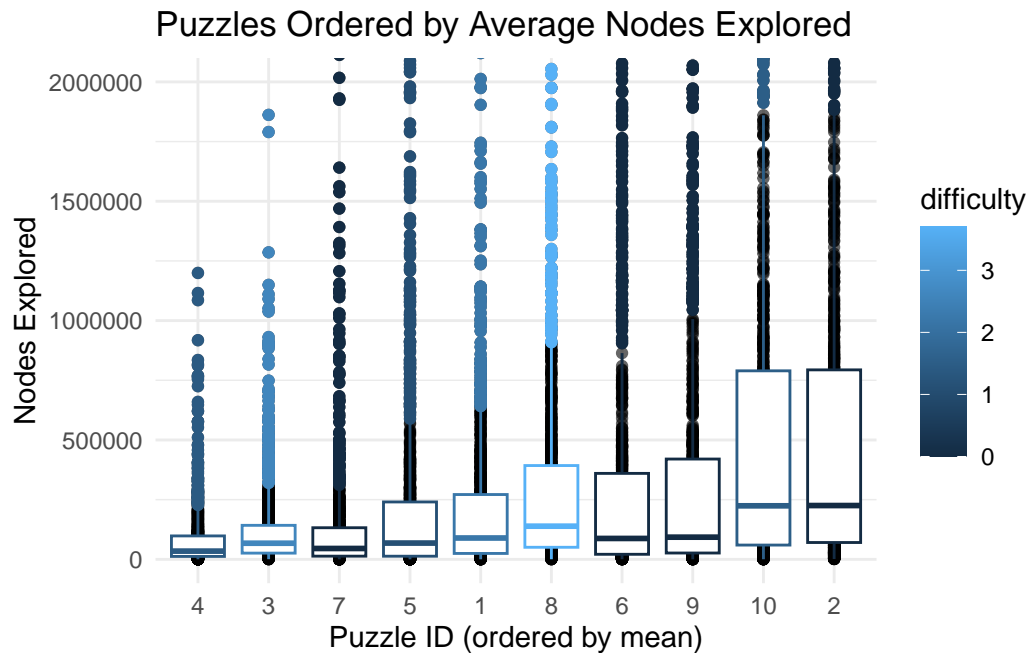 Puzzles Ordered by Average Nodes Explored
2000000
1500000
1000000
500000
0
Nodes Explored
4 3 7 5 1 8 6 9 10 2
Puzzle ID (ordered by mean)
difficulty
3
2
1
0